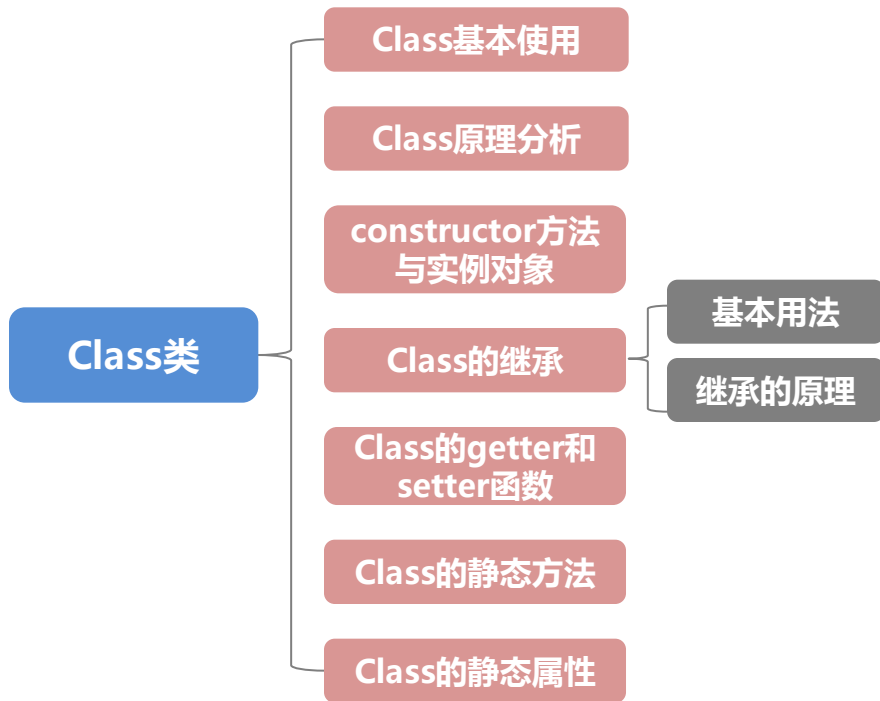 Class类
Class基本使用
Class原理分析
constructor方法
与实例对象
Class的继承
基本用法
继承的原理
Class的getter和
setter函数
Class的静态方法
Class的静态属性